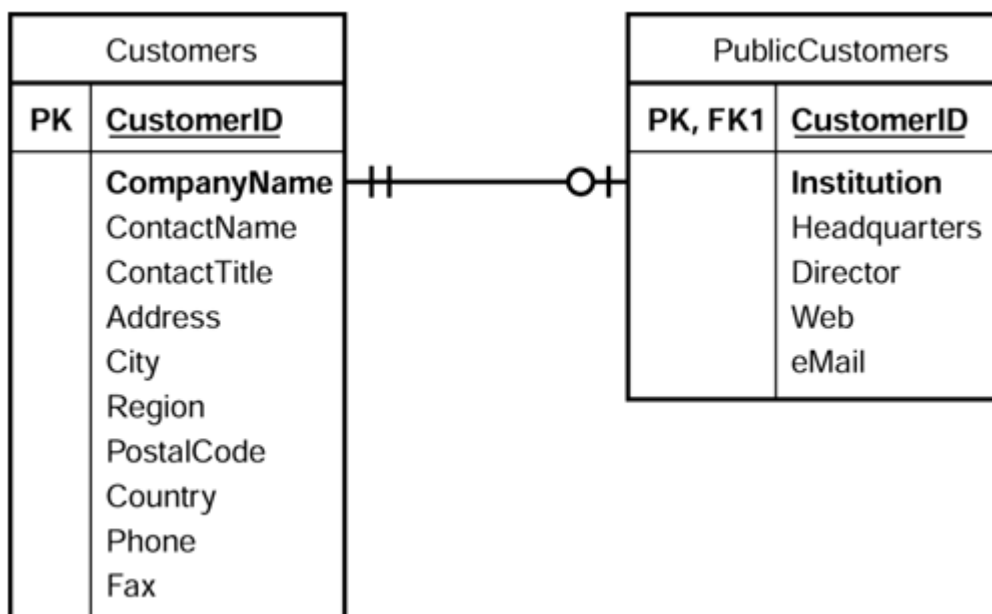 Customers
PK CustomerID
CompanyName
ContactName
ContactTitle
Address
City
Region
PostalCode
Country
Phone
Fax
PublicCustomers
PK, FK1 CustomerID
Institution
Headquarters
Director
Web
eMail